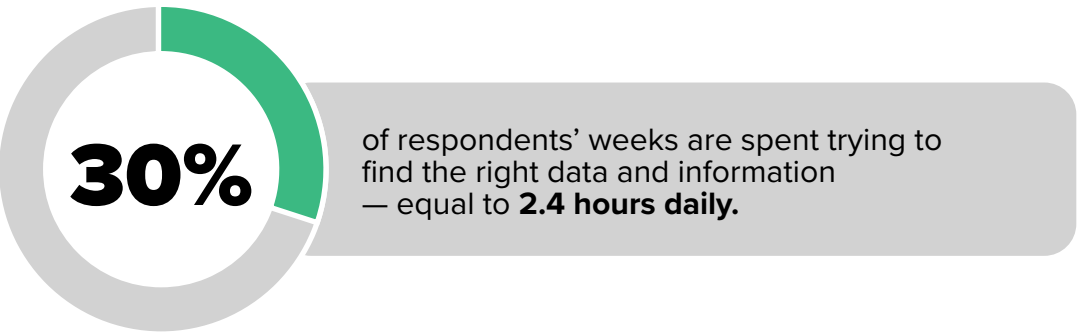 30%
of respondents’ weeks are spent trying to
find the right data and information
— equal to 2.4 hours daily.